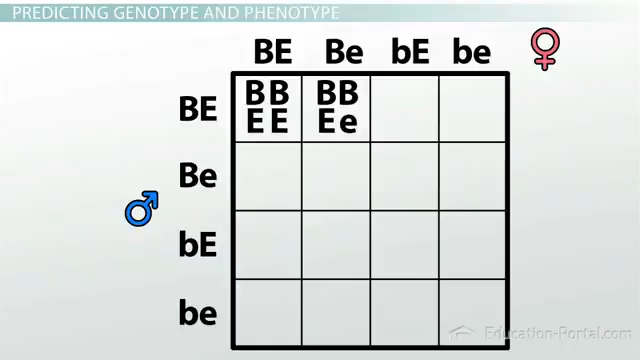 PREDICTING GENOTYPE AND PHENOTYPE
BE Be bE be
BE
BB BB
EE Ee
Be
bE
be
Education-Portal.com